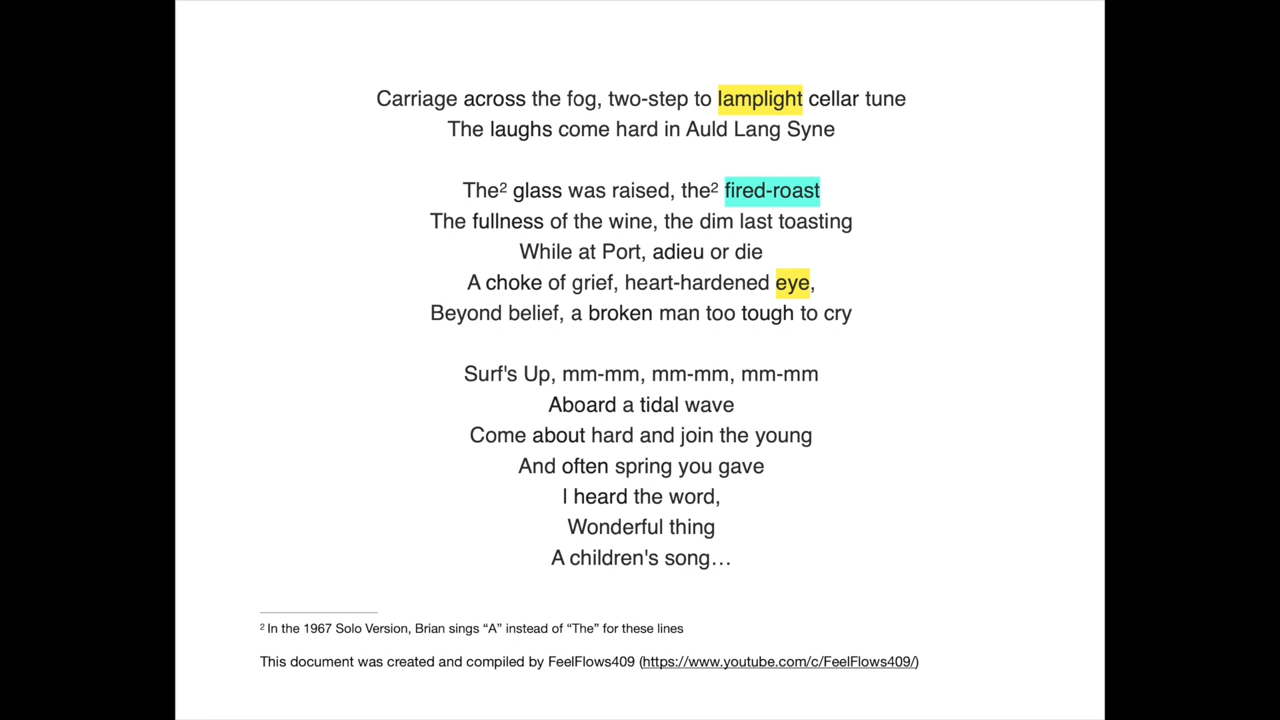 Carriage across the fog, two-step to lamplight cellar tune
The laughs come hard in Auld Lang Syne
The² glass was raised, the² fired-roast
The fullness of the wine, the dim last toasting
While at Port, adieu or die
A choke of grief, heart-hardened eye,
Beyond belief, a broken man too tough to cry
Surf's Up, mm-mm, mm-mm, mm-mm
Aboard a tidal wave
Come about hard and join the young
And often spring you gave
I heard the word,
Wonderful thing
A children's song…
² In the 1967 Solo Version, Brian sings “A” instead of “The” for these lines
This document was created and compiled by FeelFlows409 (https://www.youtube.com/c/FeelFlows409/)